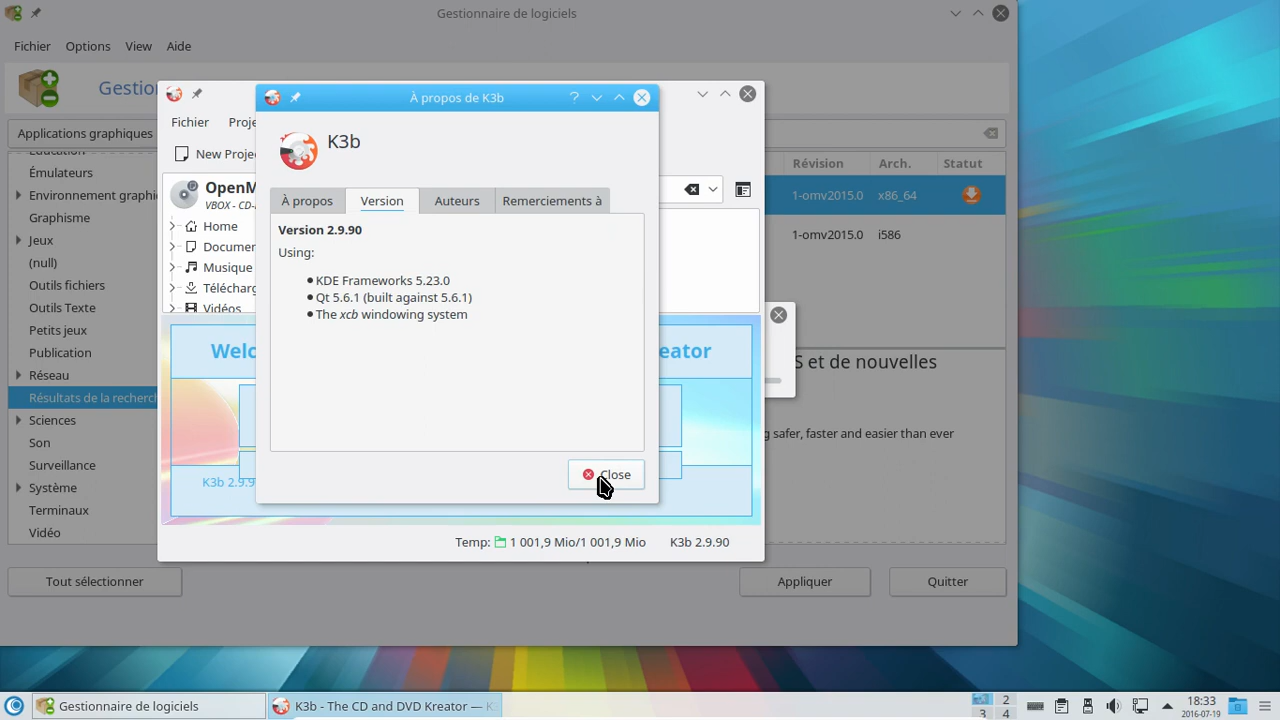 Gestionnaire de logiciels
Fichier Options View Aide
Gestio
Applications graphiques
Émulateurs
Environnement graphi
Graphisme
Jeux
(null)
Outils fichiers
Outils Texte
Petits jeux
Publication
Réseau
Résultats de la recherch
Sciences
Son
Surveillance
Système
Terminaux
Vidéo
Révision Arch. Statut
1-omv2015.0 x86_64
1-omv2015.0 i586
S et de nouvelles
g safer, faster and easier than ever
Tout sélectionner
Appliquer
Quitter
Fichier Proje
New Proje
OpenM
VBOX - CD-
Home
Documen
Musique
Télécharg
Vidéos
Welc
eator
K3b 2.9.9
Temp: 1 001,9 Mio/1 001,9 Mio K3b 2.9.90
À propos de K3b
K3b
À propos Version Auteurs Remerciements à
Version 2.9.90
Using:
KDE Frameworks 5.23.0
Qt 5.6.1 (built against 5.6.1)
The xcb windowing system
Close
Gestionnaire de logiciels
K3b - The CD and DVD Kreator — K
2
3 4
18:33
2016-07-19